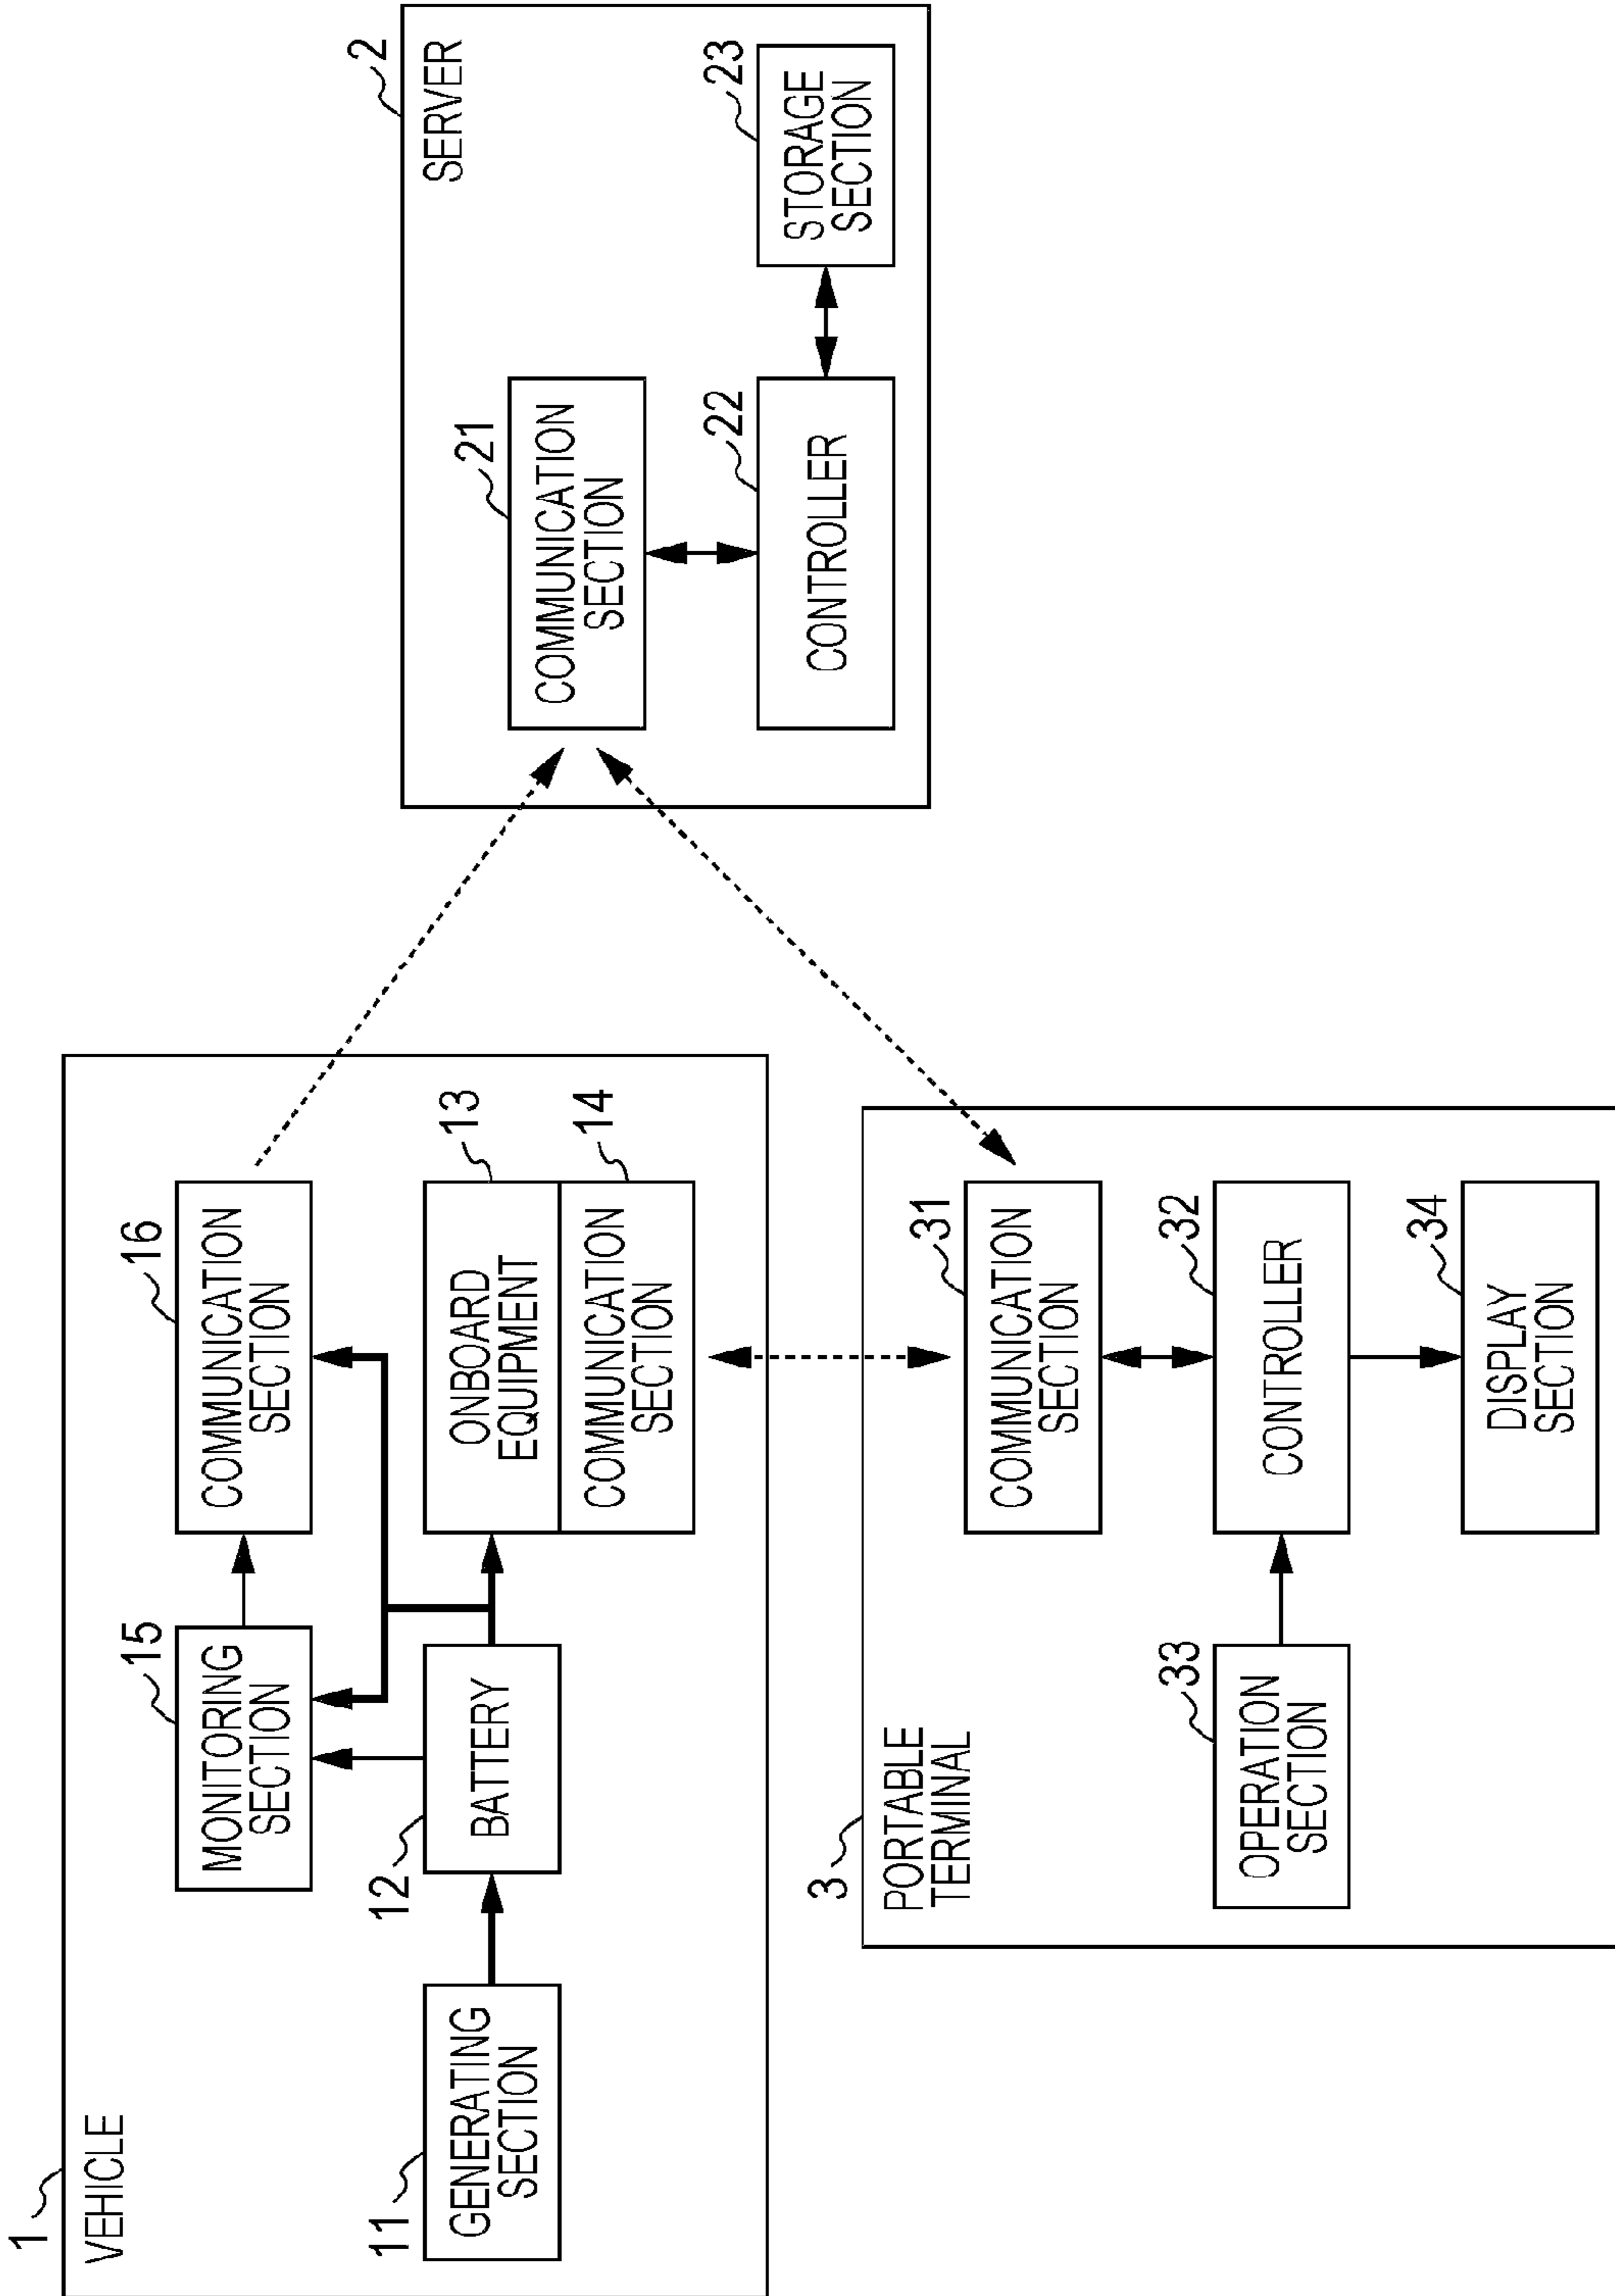 1
VEHICLE
11
GENERATING
SECTION
12
BATTERY
15
MONITORING
SECTION
16
COMMUNICATION
SECTION
13
ONBOARD
EQUIPMENT
14
COMMUNICATION
SECTION
2
SERVER
21
COMMUNICATION
SECTION
22
CONTROLLER
23
STORAGE
SECTION
3
PORTABLE
TERMINAL
31
COMMUNICATION
SECTION
32
CONTROLLER
33
OPERATION
SECTION
34
DISPLAY
SECTION